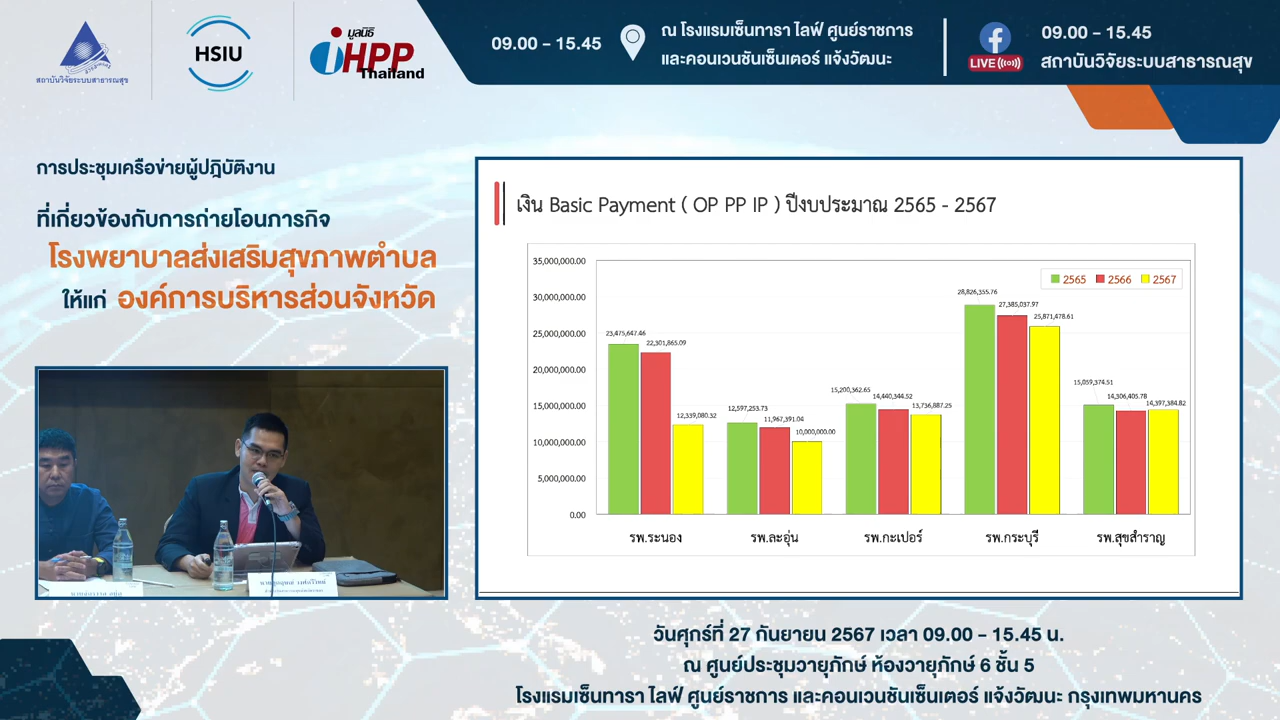 สถาบันวิจัยระบบสาธารณสุข
HSIU
มูลนิธิ
iHPP
Thailand
09.00 - 15.45
ณ โรงแรมเซ็นทารา ไลฟ์ ศูนย์ราชการ
และคอนเวนชันเซ็นเตอร์ แจ้งวัฒนะ
LIVE
09.00 - 15.45
สถาบันวิจัยระบบสาธารณสุข
การประชุมเครือข่ายผู้ปฎิบัติงาน
ที่เกี่ยวข้องกับการถ่ายโอนภารกิจ
โรงพยาบาลส่งเสริมสุขภาพตำบล
ให้แก่ องค์การบริหารส่วนจังหวัด
เงิน Basic Payment ( OP PP IP ) ปีงบประมาณ 2565 - 2567
2565 2566 2567
35,000,000.00
30,000,000.00
25,000,000.00
20,000,000.00
15,000,000.00
10,000,000.00
5,000,000.00
0.00
23,475,647.46
22,301,865.09
12,339,080.32
12,597,253.73
11,967,391.04
10,000,000.00
15,200,362.65
14,440,344.52
13,736,887.25
28,826,355.76
27,385,037.97
25,871,478.61
15,059,374.51
14,306,405.78
14,397,384.82
รพ.ระนอง รพ.ละอุ่น รพ.กะเปอร์ รพ.กระบุรี รพ.สุขสำราญ
วันศุกร์ที่ 27 กันยายน 2567 เวลา 09.00 - 15.45 น.
ณ ศูนย์ประชุมวายุภักษ์ ห้องวายุภักษ์ 6 ชั้น 5
โรงแรมเซ็นทารา ไลฟ์ ศูนย์ราชการ และคอนเวนชันเซ็นเตอร์ แจ้งวัฒนะ กรุงเทพมหานคร